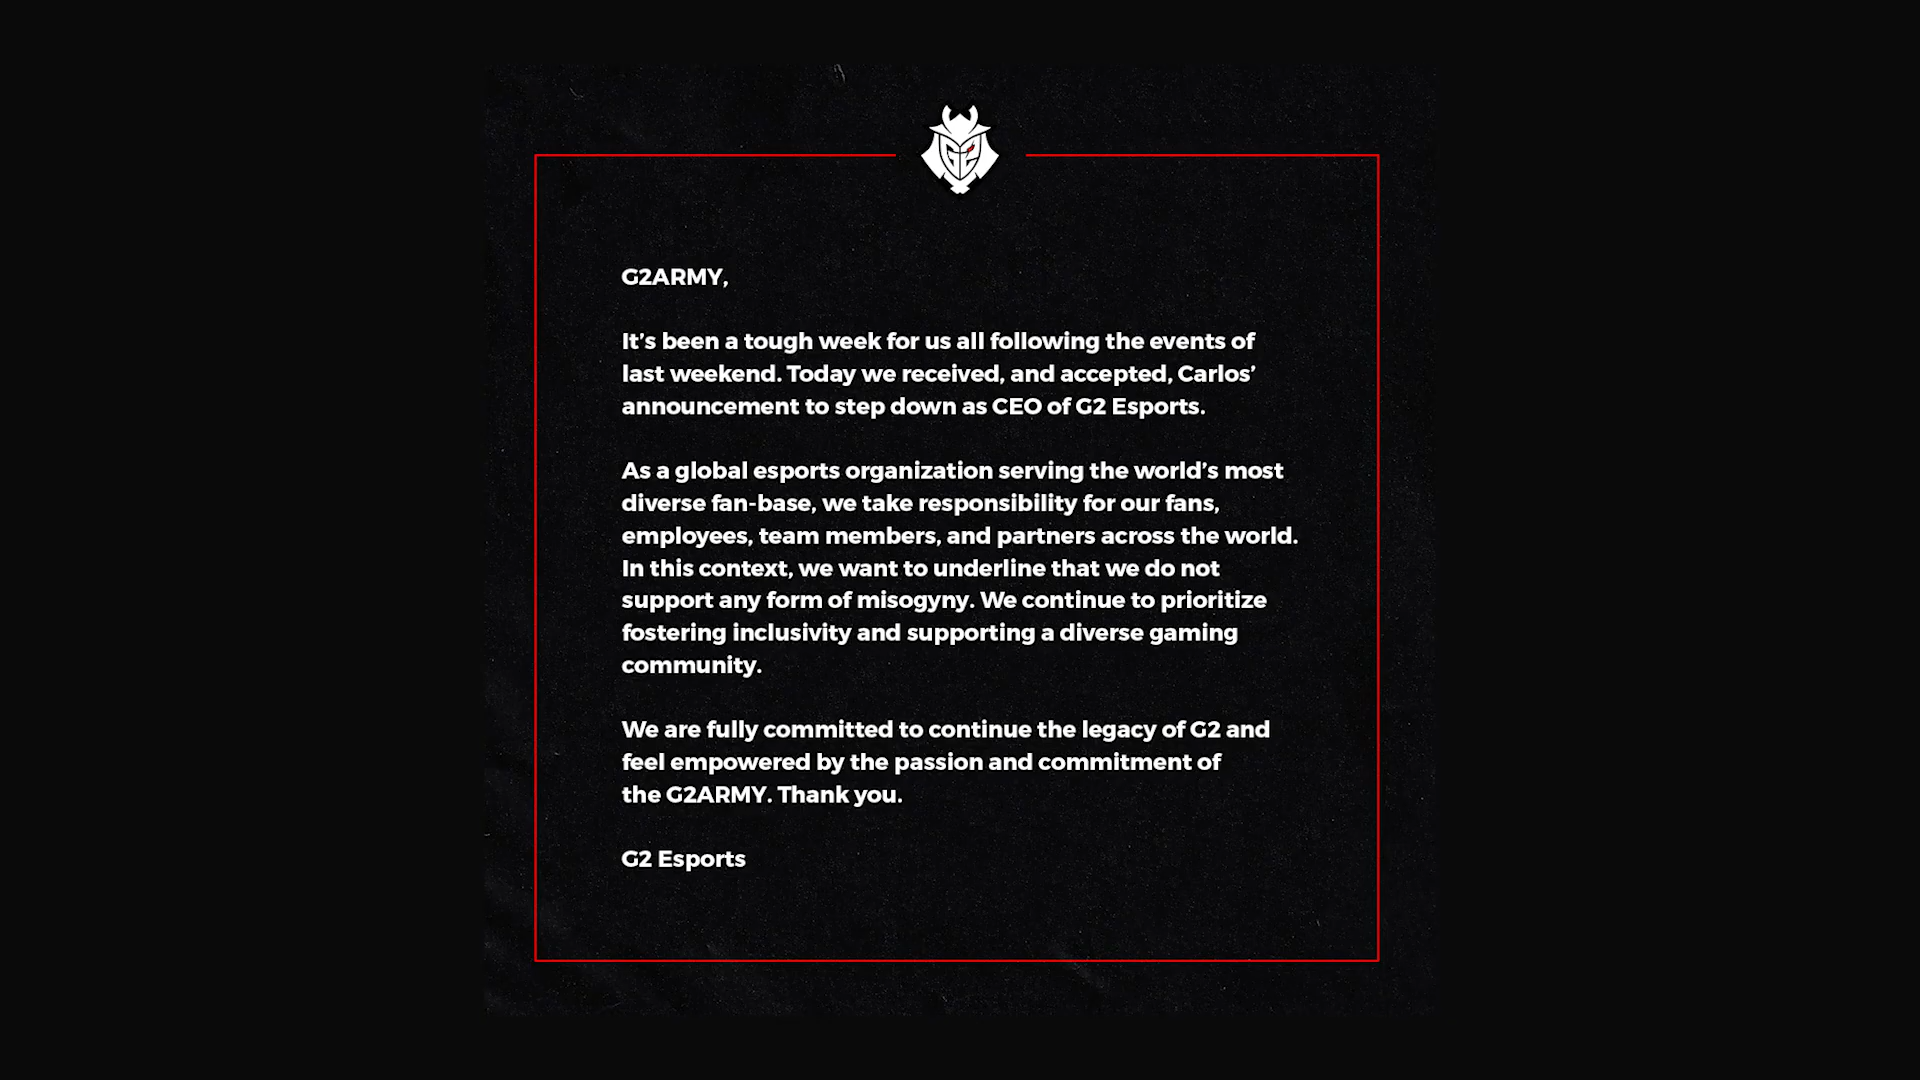 G2
G2ARMY,
It’s been a tough week for us all following the events of
last weekend. Today we received, and accepted, Carlos’
announcement to step down as CEO of G2 Esports.
As a global esports organization serving the world’s most
diverse fan-base, we take responsibility for our fans,
employees, team members, and partners across the world.
In this context, we want to underline that we do not
support any form of misogyny. We continue to prioritize
fostering inclusivity and supporting a diverse gaming
community.
We are fully committed to continue the legacy of G2 and
feel empowered by the passion and commitment of
the G2ARMY. Thank you.
G2 Esports